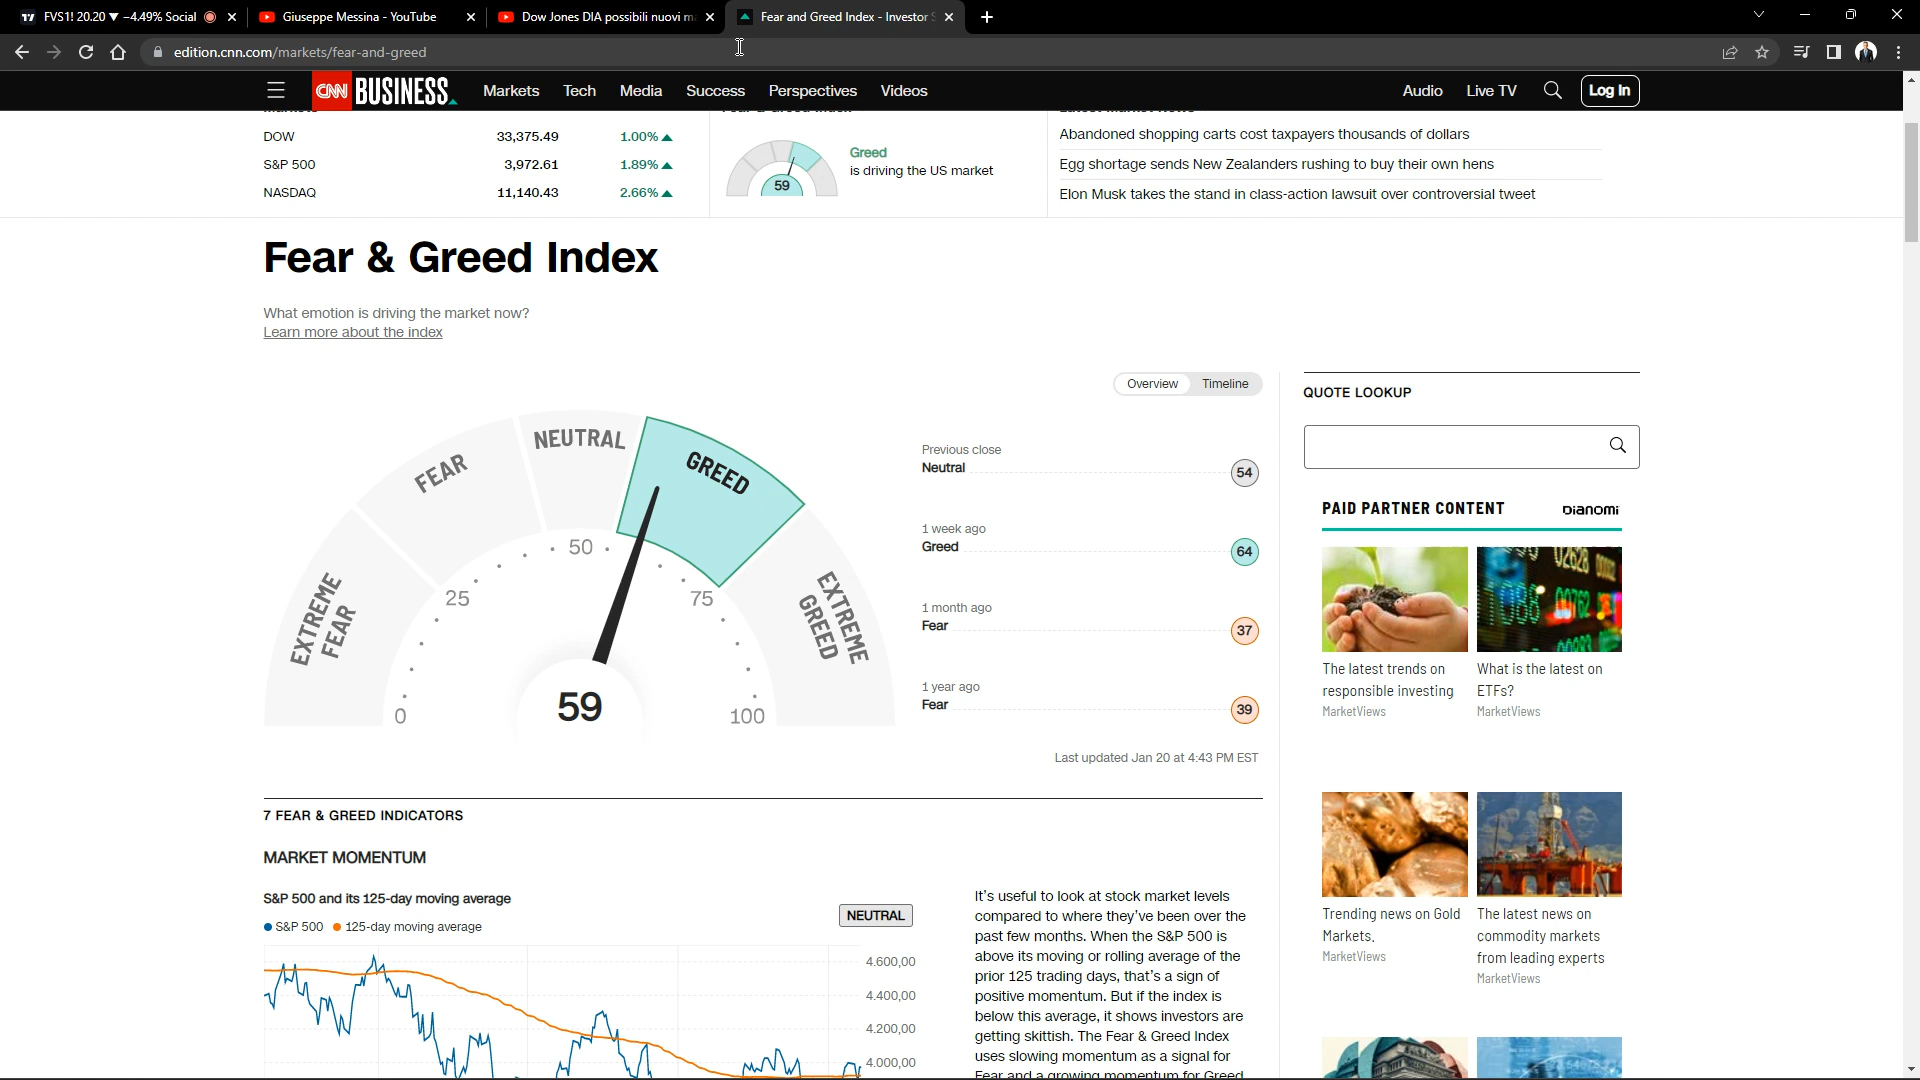 FVS1! 20.20 ▼ −4.49% Social
Giuseppe Messina - YouTube
Dow Jones DIA possibili nuovi m
Fear and Greed Index - Investor S
edition.cnn.com/markets/fear-and-greed
CNN BUSINESS
Markets Tech Media Success Perspectives Videos
Audio Live TV Log In
DOW 33,375.49 1.00% ▲
S&P 500 3,972.61 1.89% ▲
NASDAQ 11,140.43 2.66% ▲
59
Greed
is driving the US market
Abandoned shopping carts cost taxpayers thousands of dollars
Egg shortage sends New Zealanders rushing to buy their own hens
Elon Musk takes the stand in class-action lawsuit over controversial tweet
Fear & Greed Index
What emotion is driving the market now?
Learn more about the index
Overview Timeline
EXTREME FEAR
FEAR
NEUTRAL
GREED
EXTREME GREED
0 25 50 75 100
59
Previous close
Neutral 54
1 week ago
Greed 64
1 month ago
Fear 37
1 year ago
Fear 39
Last updated Jan 20 at 4:43 PM EST
QUOTE LOOKUP
PAID PARTNER CONTENT DIANOMI
The latest trends on
responsible investing
MarketViews
What is the latest on
ETFs?
MarketViews
Trending news on Gold
Markets.
MarketViews
The latest news on
commodity markets
from leading experts
MarketViews
7 FEAR & GREED INDICATORS
MARKET MOMENTUM
S&P 500 and its 125-day moving average
S&P 500 125-day moving average
NEUTRAL
4.600,00
4.400,00
4.200,00
4.000,00
It's useful to look at stock market levels
compared to where they've been over the
past few months. When the S&P 500 is
above its moving or rolling average of the
prior 125 trading days, that's a sign of
positive momentum. But if the index is
below this average, it shows investors are
getting skittish. The Fear & Greed Index
uses slowing momentum as a signal for
Fear and a growing momentum for Greed